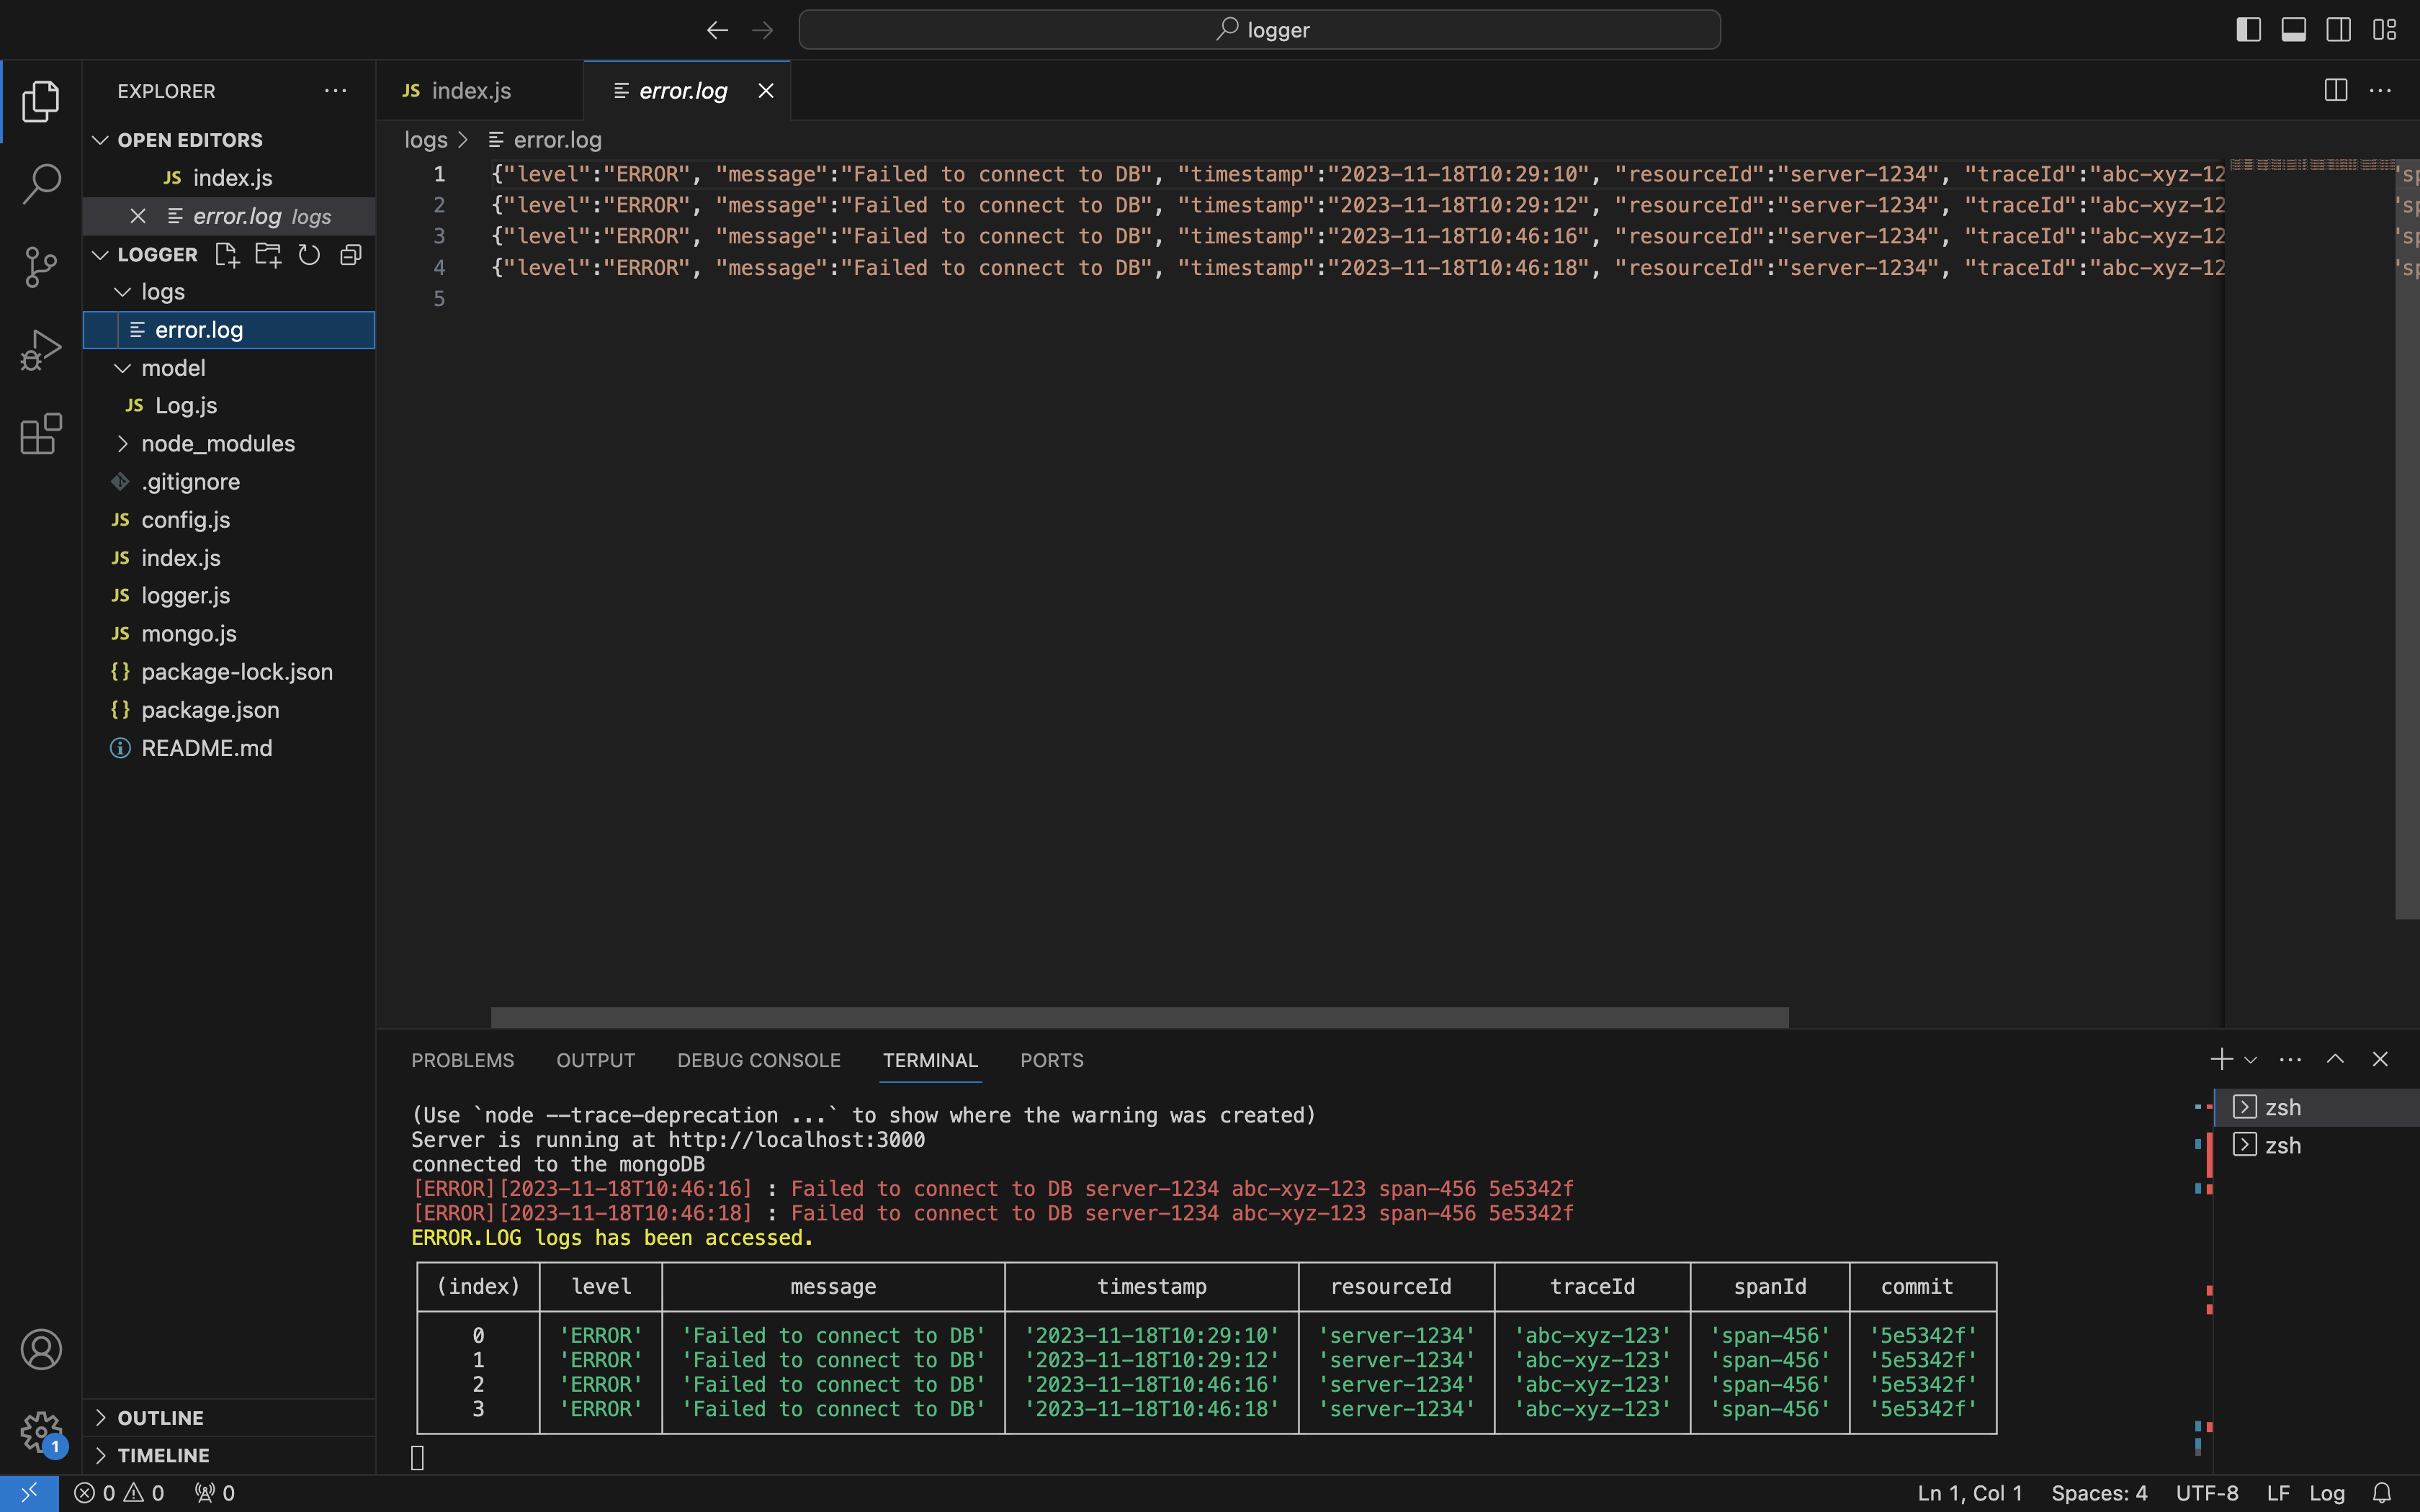 logger
EXPLORER
OPEN EDITORS
JS index.js
error.log logs
LOGGER
logs
error.log
model
JS Log.js
node_modules
.gitignore
JS config.js
JS index.js
JS logger.js
JS mongo.js
{} package-lock.json
{} package.json
README.md
OUTLINE
TIMELINE
1
JS index.js
error.log
logs > error.log
1 {"level":"ERROR", "message":"Failed to connect to DB", "timestamp":"2023-11-18T10:29:10", "resourceId":"server-1234", "traceId":"abc-xyz-12 'sp
2 {"level":"ERROR", "message":"Failed to connect to DB", "timestamp":"2023-11-18T10:29:12", "resourceId":"server-1234", "traceId":"abc-xyz-12 'sp
3 {"level":"ERROR", "message":"Failed to connect to DB", "timestamp":"2023-11-18T10:46:16", "resourceId":"server-1234", "traceId":"abc-xyz-12 'sp
4 {"level":"ERROR", "message":"Failed to connect to DB", "timestamp":"2023-11-18T10:46:18", "resourceId":"server-1234", "traceId":"abc-xyz-12 'sp
5
PROBLEMS OUTPUT DEBUG CONSOLE TERMINAL PORTS
(Use `node --trace-deprecation ...` to show where the warning was created)
Server is running at http://localhost:3000
connected to the mongoDB
[ERROR][2023-11-18T10:46:16] : Failed to connect to DB server-1234 abc-xyz-123 span-456 5e5342f
[ERROR][2023-11-18T10:46:18] : Failed to connect to DB server-1234 abc-xyz-123 span-456 5e5342f
ERROR.LOG logs has been accessed.
(index) level message timestamp resourceId traceId spanId commit
0 'ERROR' 'Failed to connect to DB' '2023-11-18T10:29:10' 'server-1234' 'abc-xyz-123' 'span-456' '5e5342f'
1 'ERROR' 'Failed to connect to DB' '2023-11-18T10:29:12' 'server-1234' 'abc-xyz-123' 'span-456' '5e5342f'
2 'ERROR' 'Failed to connect to DB' '2023-11-18T10:46:16' 'server-1234' 'abc-xyz-123' 'span-456' '5e5342f'
3 'ERROR' 'Failed to connect to DB' '2023-11-18T10:46:18' 'server-1234' 'abc-xyz-123' 'span-456' '5e5342f'
zsh
zsh
0 0 0 Ln 1, Col 1 Spaces: 4 UTF-8 LF Log